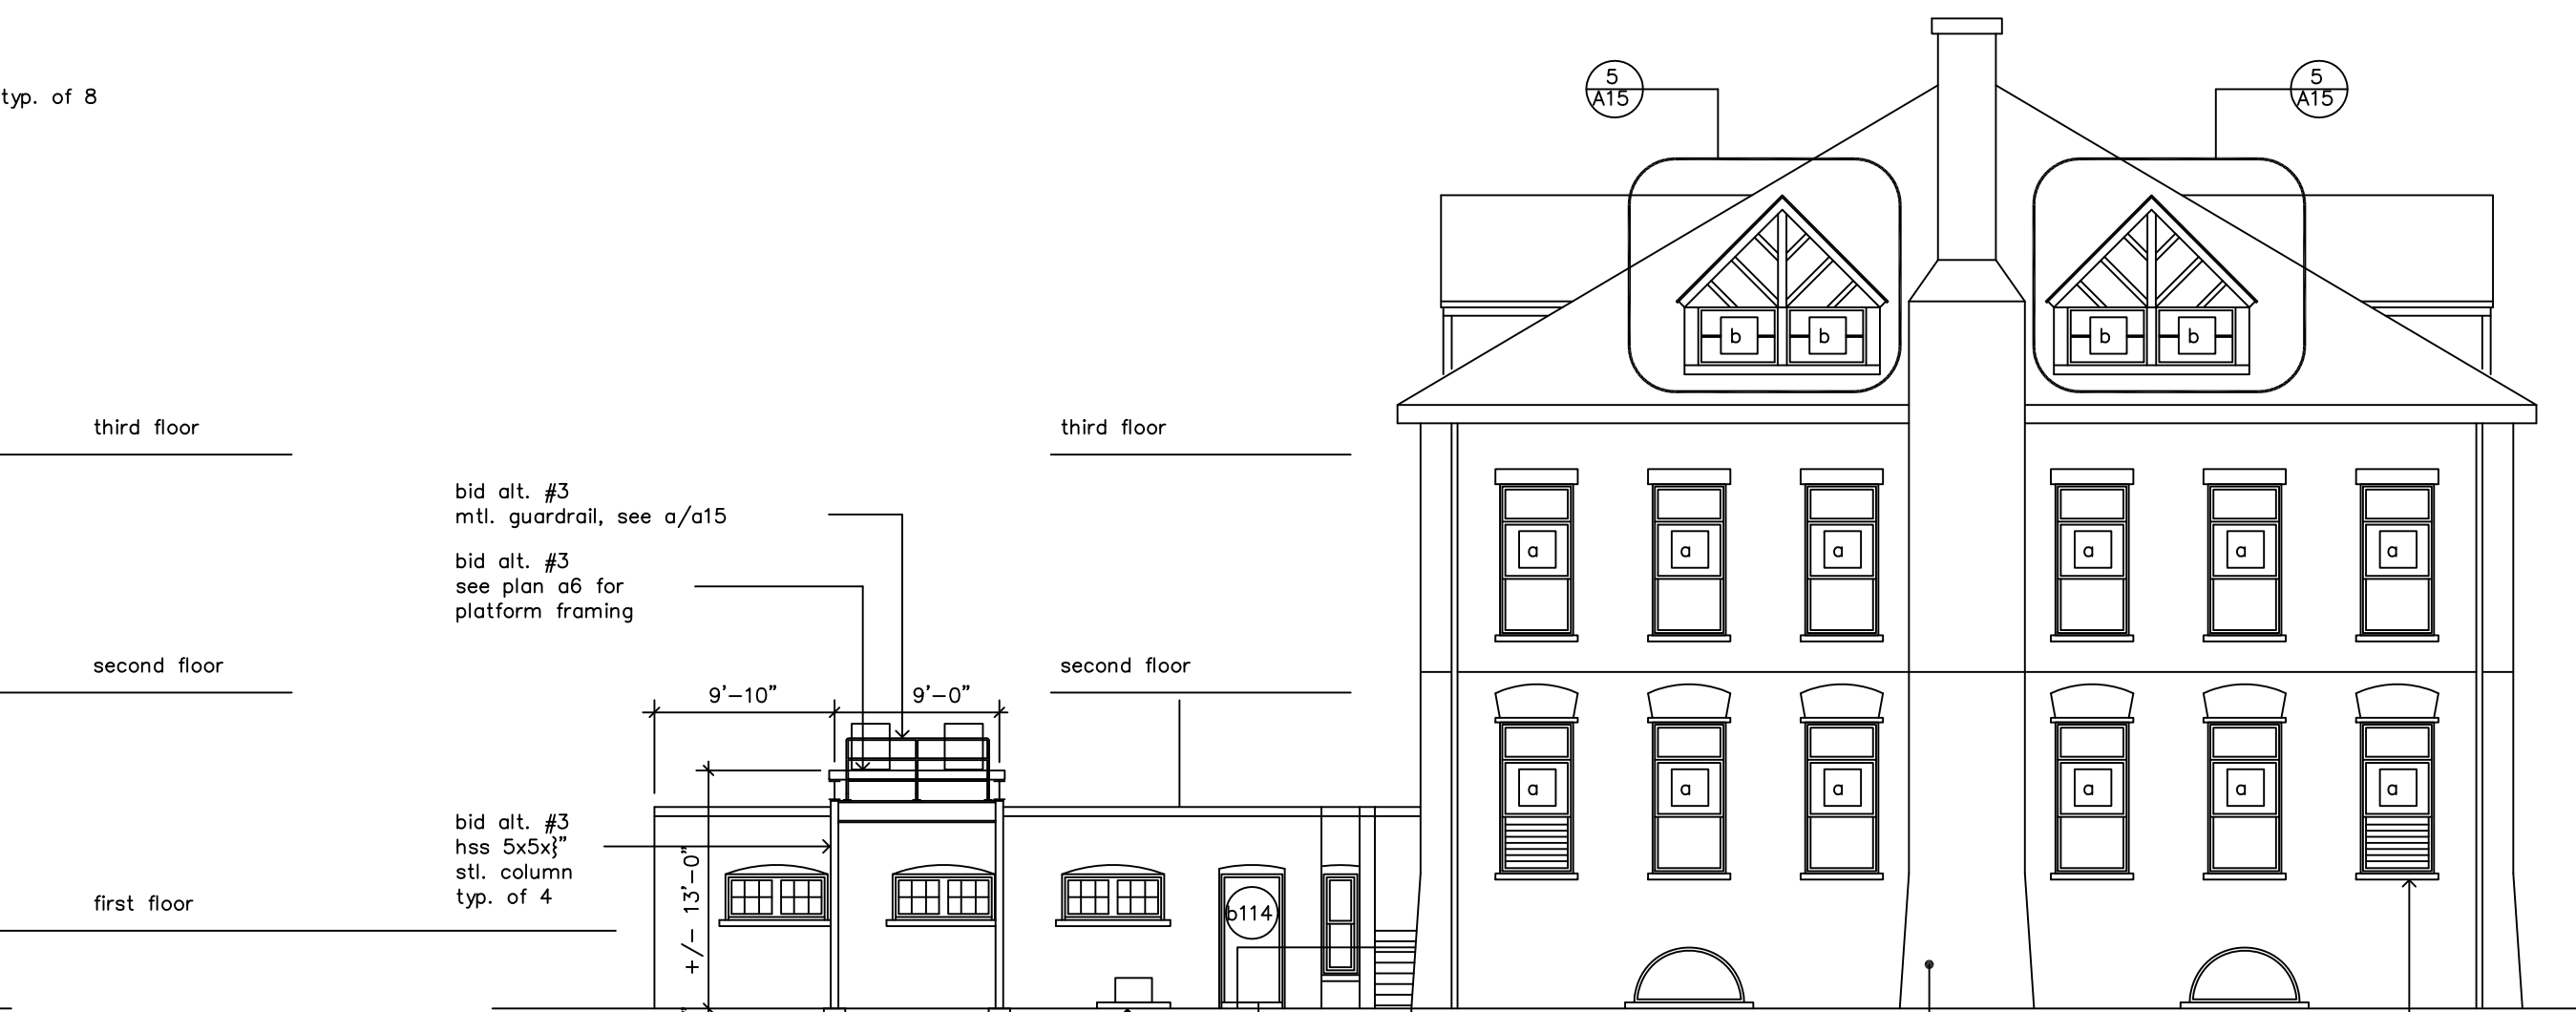 typ. of 8
5
A15
5
A15
b
b
b
b
third floor
third floor
bid alt. #3
mtl. guardrail, see a/a15
bid alt. #3
see plan a6 for
platform framing
a
a
a
a
a
a
second floor
second floor
9'-10"
9'-0"
a
a
a
a
a
a
bid alt. #3
hss 5x5x}"
stl. column
typ. of 4
+/- 13'-0"
first floor
b114